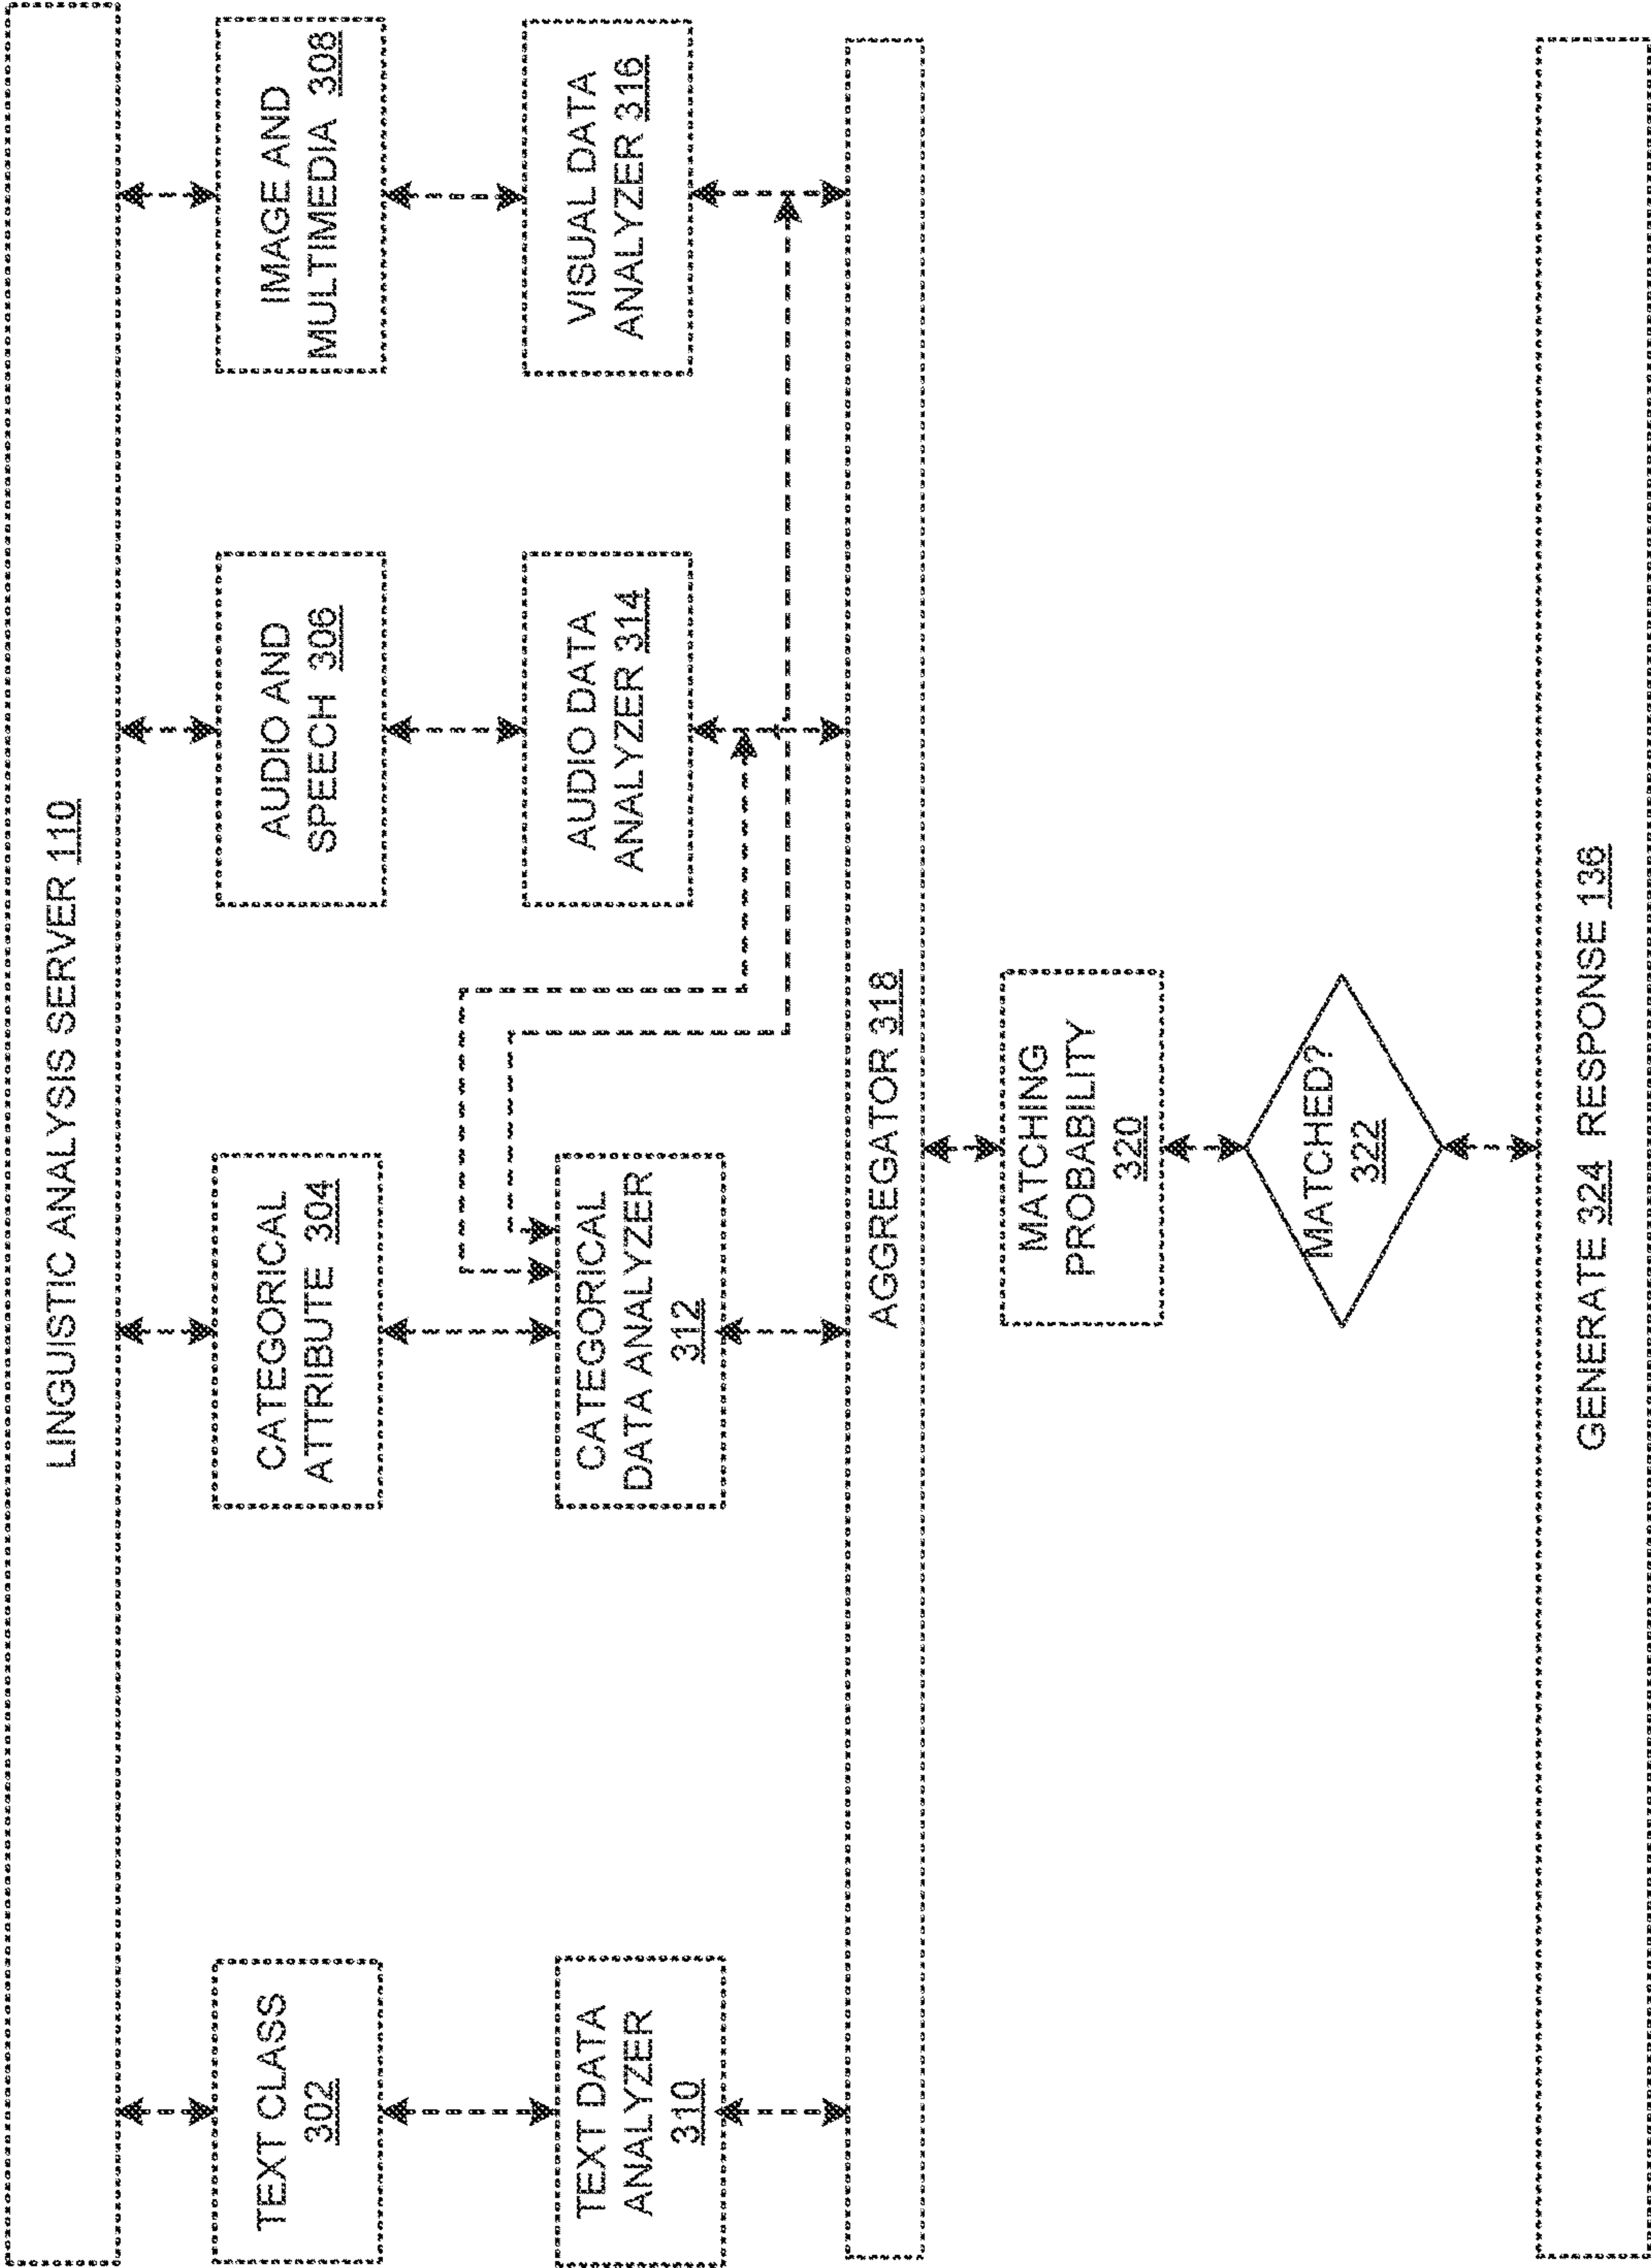 LINGUISTIC ANALYSIS SERVER 110
TEXT CLASS
302
CATEGORICAL
ATTRIBUTE 304
AUDIO AND
SPEECH 306
IMAGE AND
MULTIMEDIA 308
TEXT DATA
ANALYZER
310
CATEGORICAL
DATA ANALYZER
312
AUDIO DATA
ANALYZER 314
VISUAL DATA
ANALYZER 316
AGGREGATOR 318
MATCHING
PROBABILITY
320
MATCHED?
322
GENERATE 324 RESPONSE 136